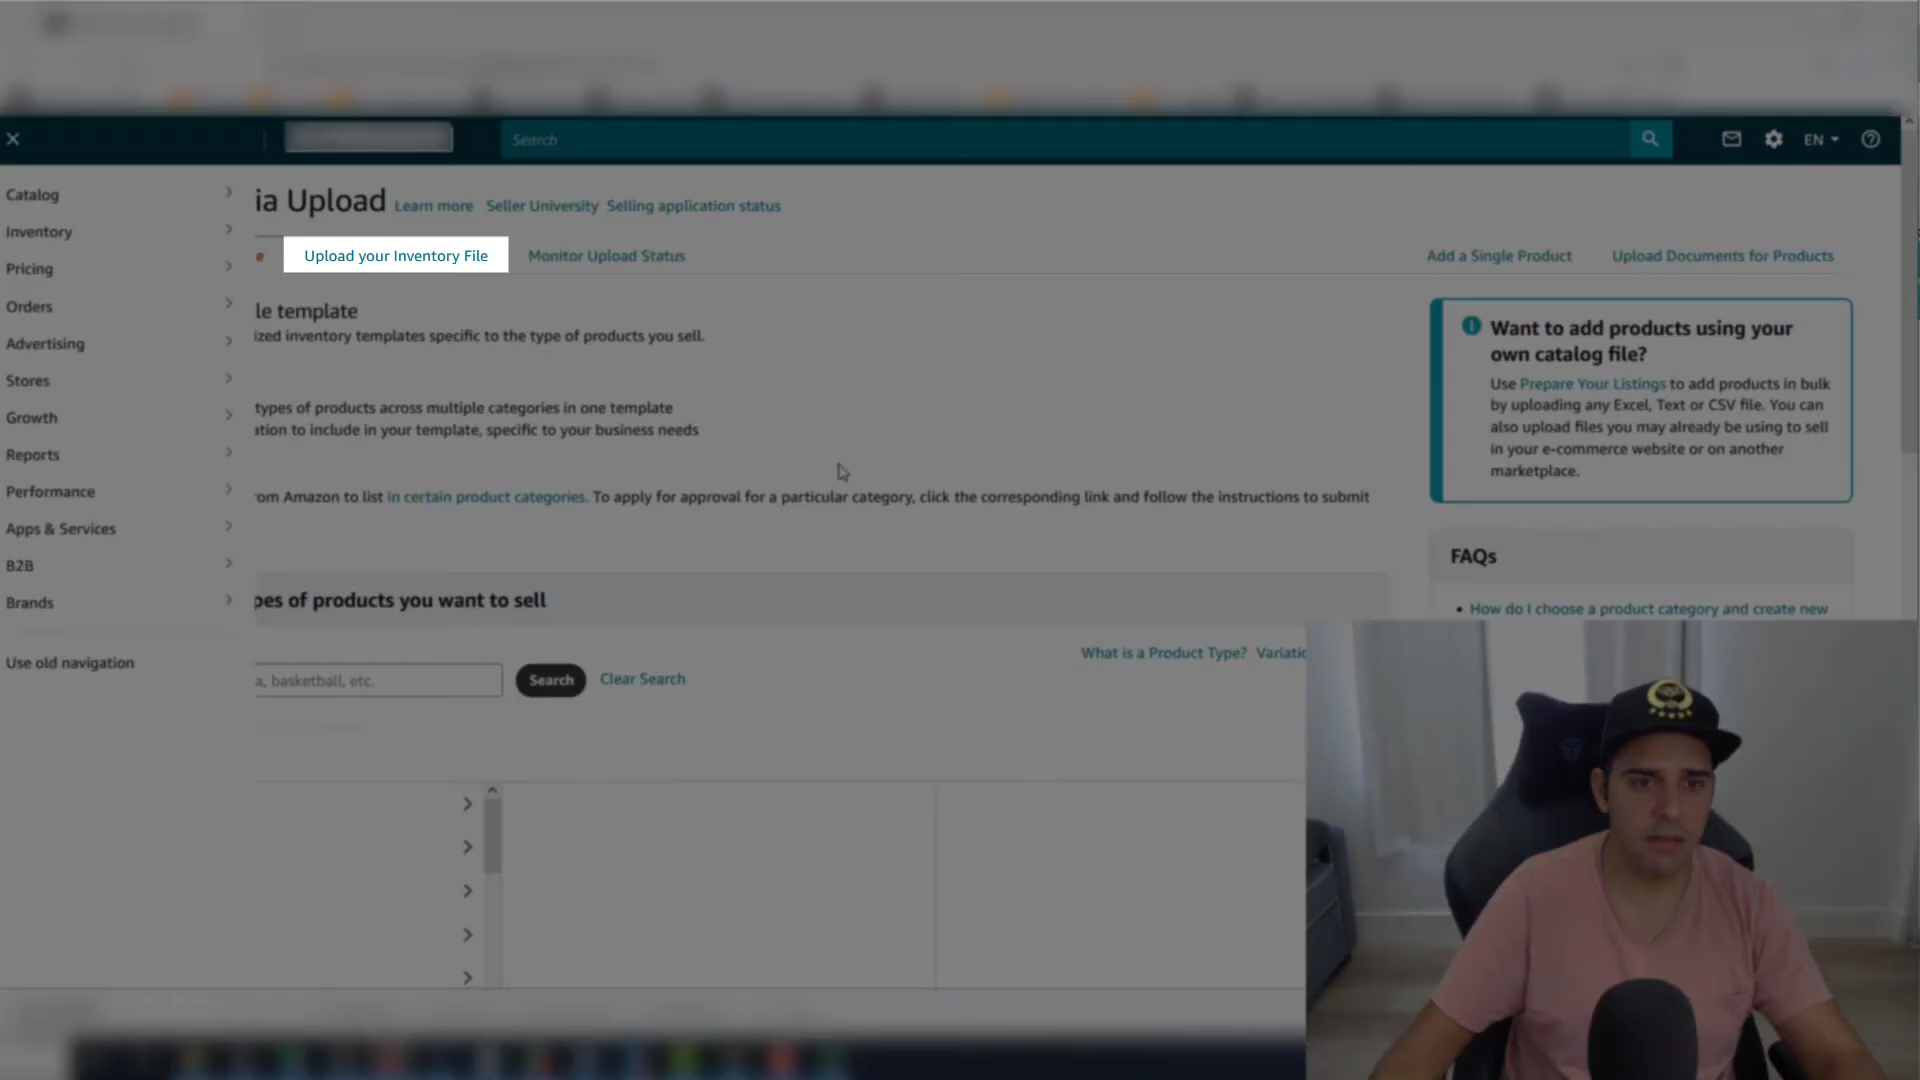 Search
EN
Catalog
Inventory
Pricing
Orders
Advertising
Stores
Growth
Reports
Performance
Apps & Services
B2B
Brands
Use old navigation
ia Upload Learn more Seller University Selling application status
e Upload your Inventory File Monitor Upload Status Add a Single Product Upload Documents for Products
le template
ized inventory templates specific to the type of products you sell.
types of products across multiple categories in one template
ation to include in your template, specific to your business needs
rom Amazon to list in certain product categories. To apply for approval for a particular category, click the corresponding link and follow the instructions to submit
pes of products you want to sell
What is a Product Type? Variatio
a, basketball, etc. Search Clear Search
Want to add products using your
own catalog file?
Use Prepare Your Listings to add products in bulk
by uploading any Excel, Text or CSV file. You can
also upload files you may already be using to sell
in your e-commerce website or on another
marketplace.
FAQs
• How do I choose a product category and create new